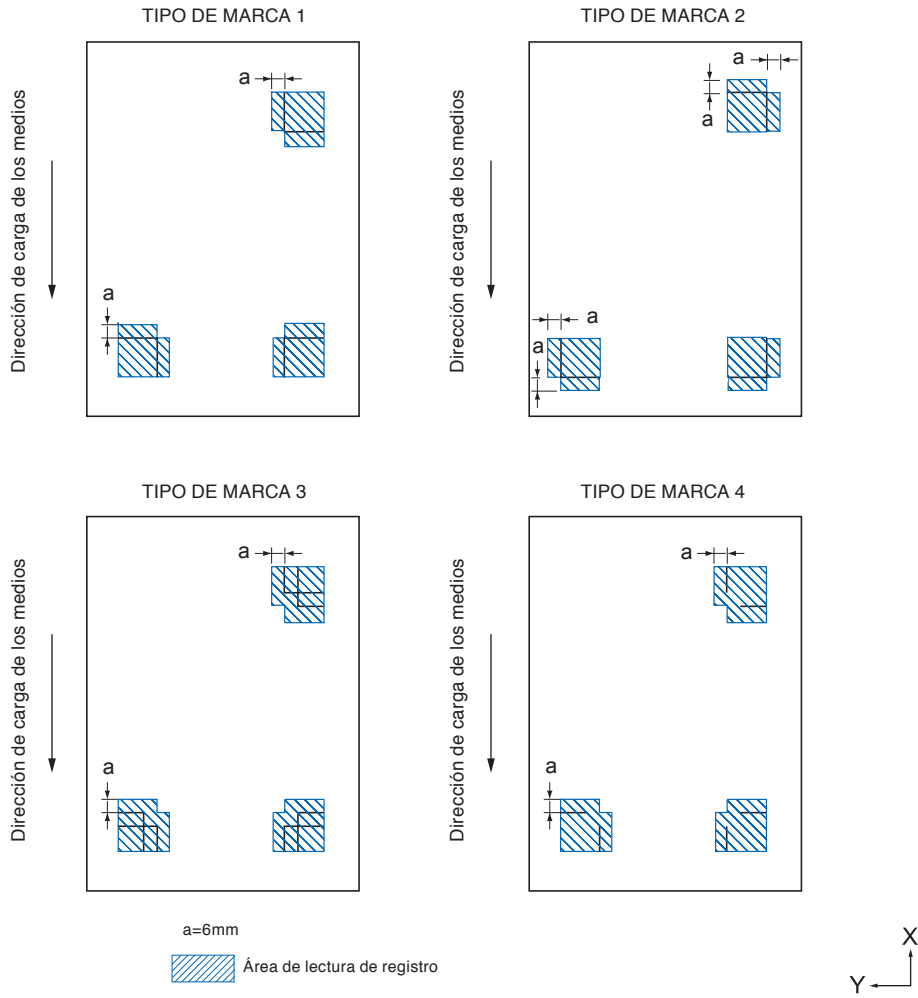 TIPO DE MARCA 1
a
Dirección de carga de los medios
a
TIPO DE MARCA 2
a
a
Dirección de carga de los medios
a
a
TIPO DE MARCA 3
a
Dirección de carga de los medios
a
TIPO DE MARCA 4
a
Dirección de carga de los medios
a
a=6mm
Área de lectura de registro
X
Y